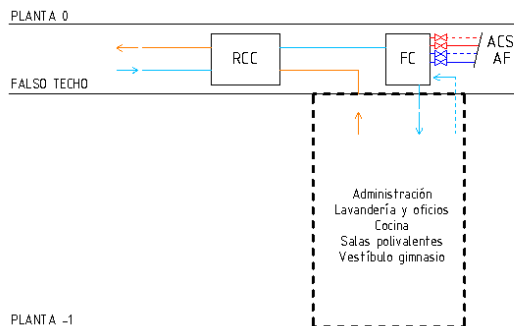 PLANTA 0
RCC
FC
ACS
AF
FALSO TECHO
Administración
Lavandería y oficios
Cocina
Salas polivalentes
Vestíbulo gimnasio
PLANTA -1